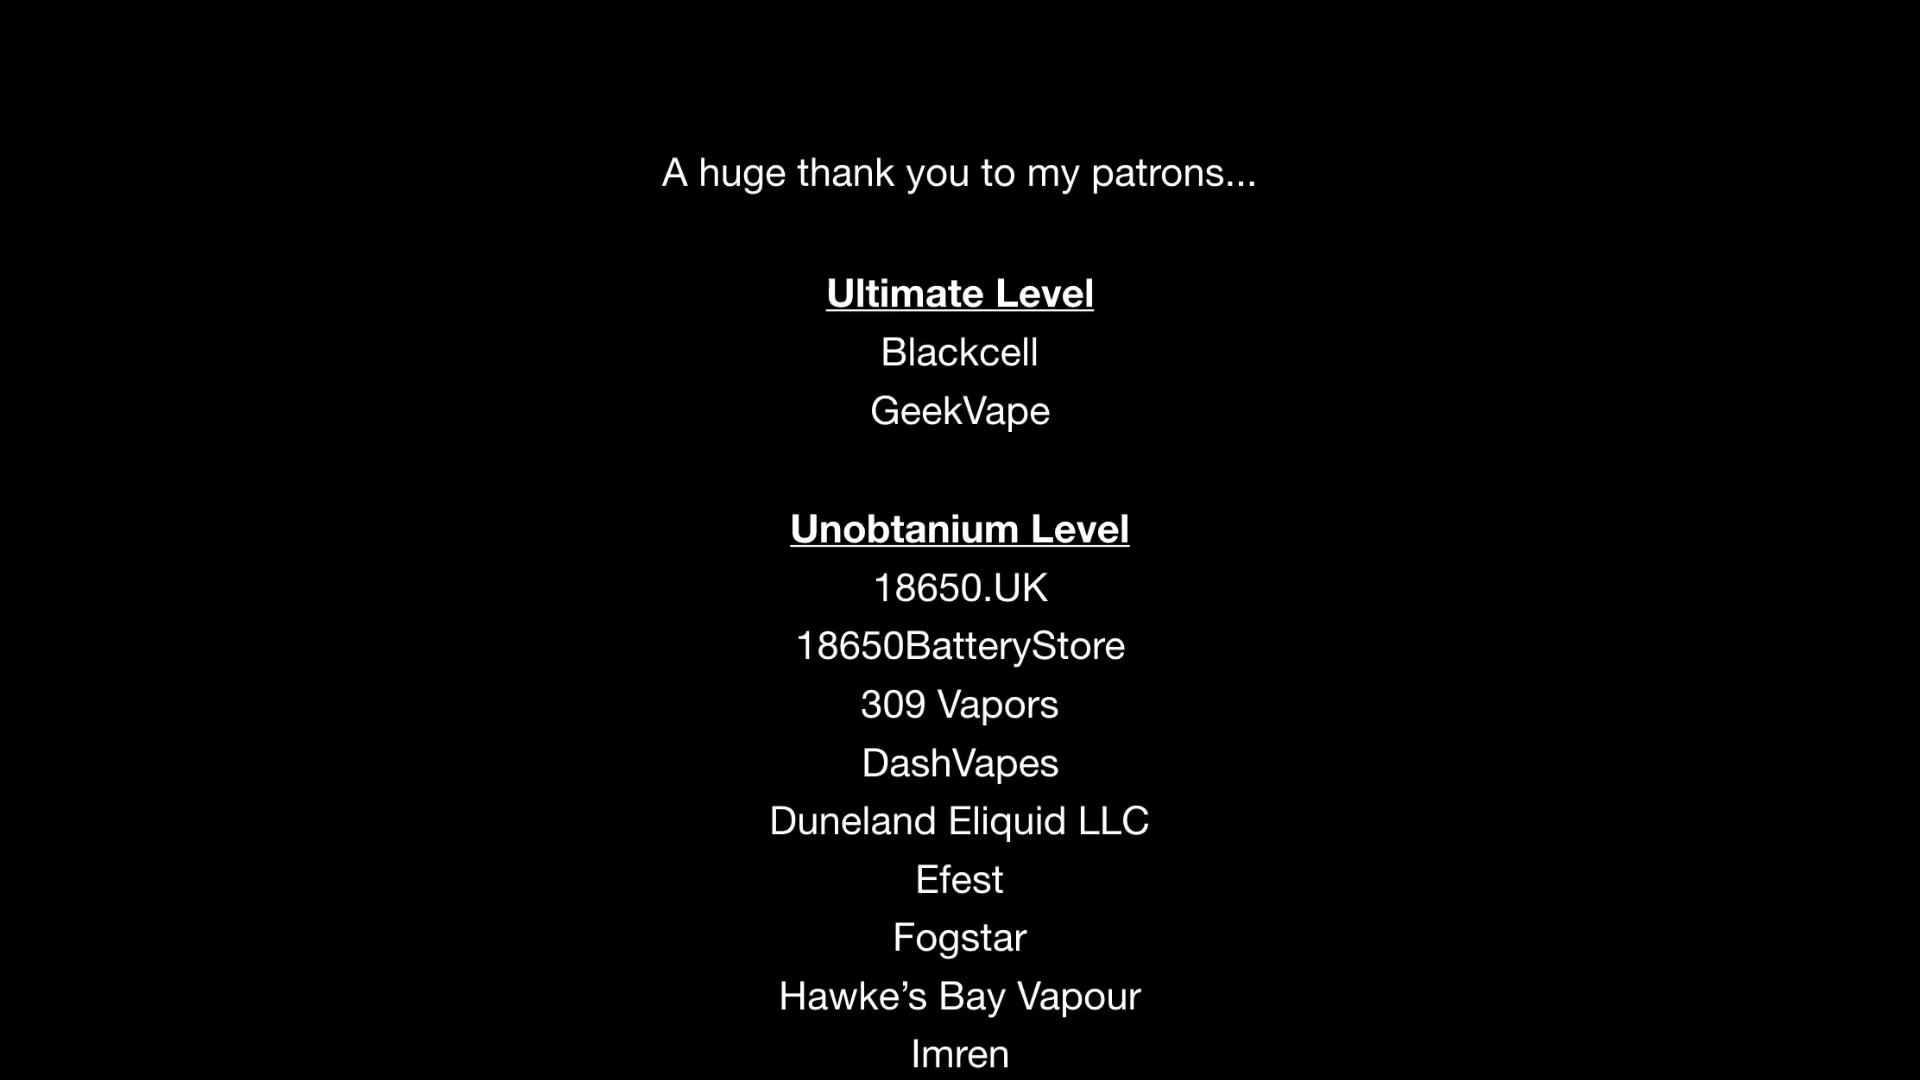 A huge thank you to my patrons...
Ultimate Level
Blackcell
GeekVape
Unobtanium Level
18650.UK
18650BatteryStore
309 Vapors
DashVapes
Duneland Eliquid LLC
Efest
Fogstar
Hawke’s Bay Vapour
Imren